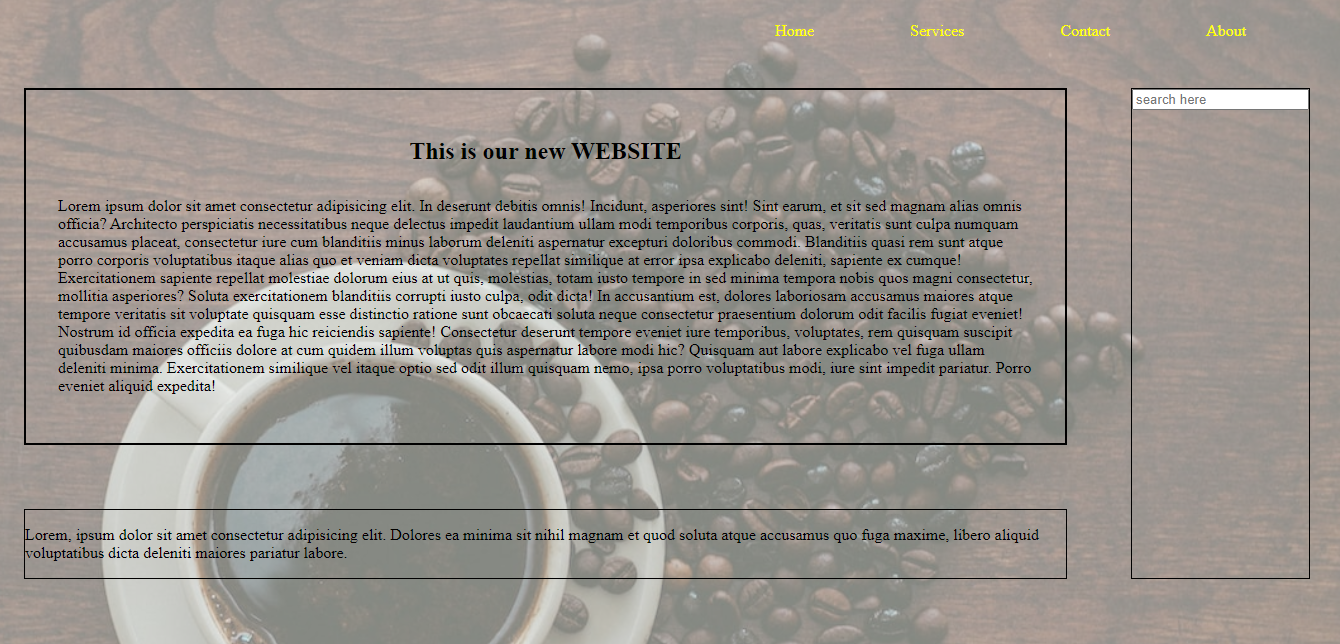 Home Services Contact About
search here
This is our new WEBSITE
Lorem ipsum dolor sit amet consectetur adipisicing elit. In deserunt debitis omnis! Incidunt, asperiores sint! Sint earum, et sit sed magnam alias omnis
officia? Architecto perspiciatis necessitatibus neque delectus impedit laudantium ullam modi temporibus corporis, quas, veritatis sunt culpa numquam
accusamus placeat, consectetur iure cum blanditiis minus laborum deleniti aspernatur excepturi doloribus commodi. Blanditiis quasi rem sunt atque
porro corporis voluptatibus itaque alias quo et veniam dicta voluptates repellat similique at error ipsa explicabo deleniti, sapiente ex cumque!
Exercitationem sapiente repellat molestiae dolorum eius at ut quis, molestias, totam iusto tempore in sed minima tempora nobis quos magni consectetur,
mollitia asperiores? Soluta exercitationem blanditiis corrupti iusto culpa, odit dicta! In accusantium est, dolores laboriosam accusamus maiores atque
tempore veritatis sit voluptate quisquam esse distinctio ratione sunt obcaecati soluta neque consectetur praesentium dolorum odit facilis fugiat eveniet!
Nostrum id officia expedita ea fuga hic reiciendis sapiente! Consectetur deserunt tempore eveniet iure temporibus, voluptates, rem quisquam suscipit
quibusdam maiores officiis dolore at cum quidem illum voluptas quis aspernatur labore modi hic? Quisquam aut labore explicabo vel fuga ullam
deleniti minima. Exercitationem similique vel itaque optio sed odit illum quisquam nemo, ipsa porro voluptatibus modi, iure sint impedit pariatur. Porro
eveniet aliquid expedita!
Lorem, ipsum dolor sit amet consectetur adipisicing elit. Dolores ea minima sit nihil magnam et quod soluta atque accusamus quo fuga maxime, libero aliquid
voluptatibus dicta deleniti maiores pariatur labore.